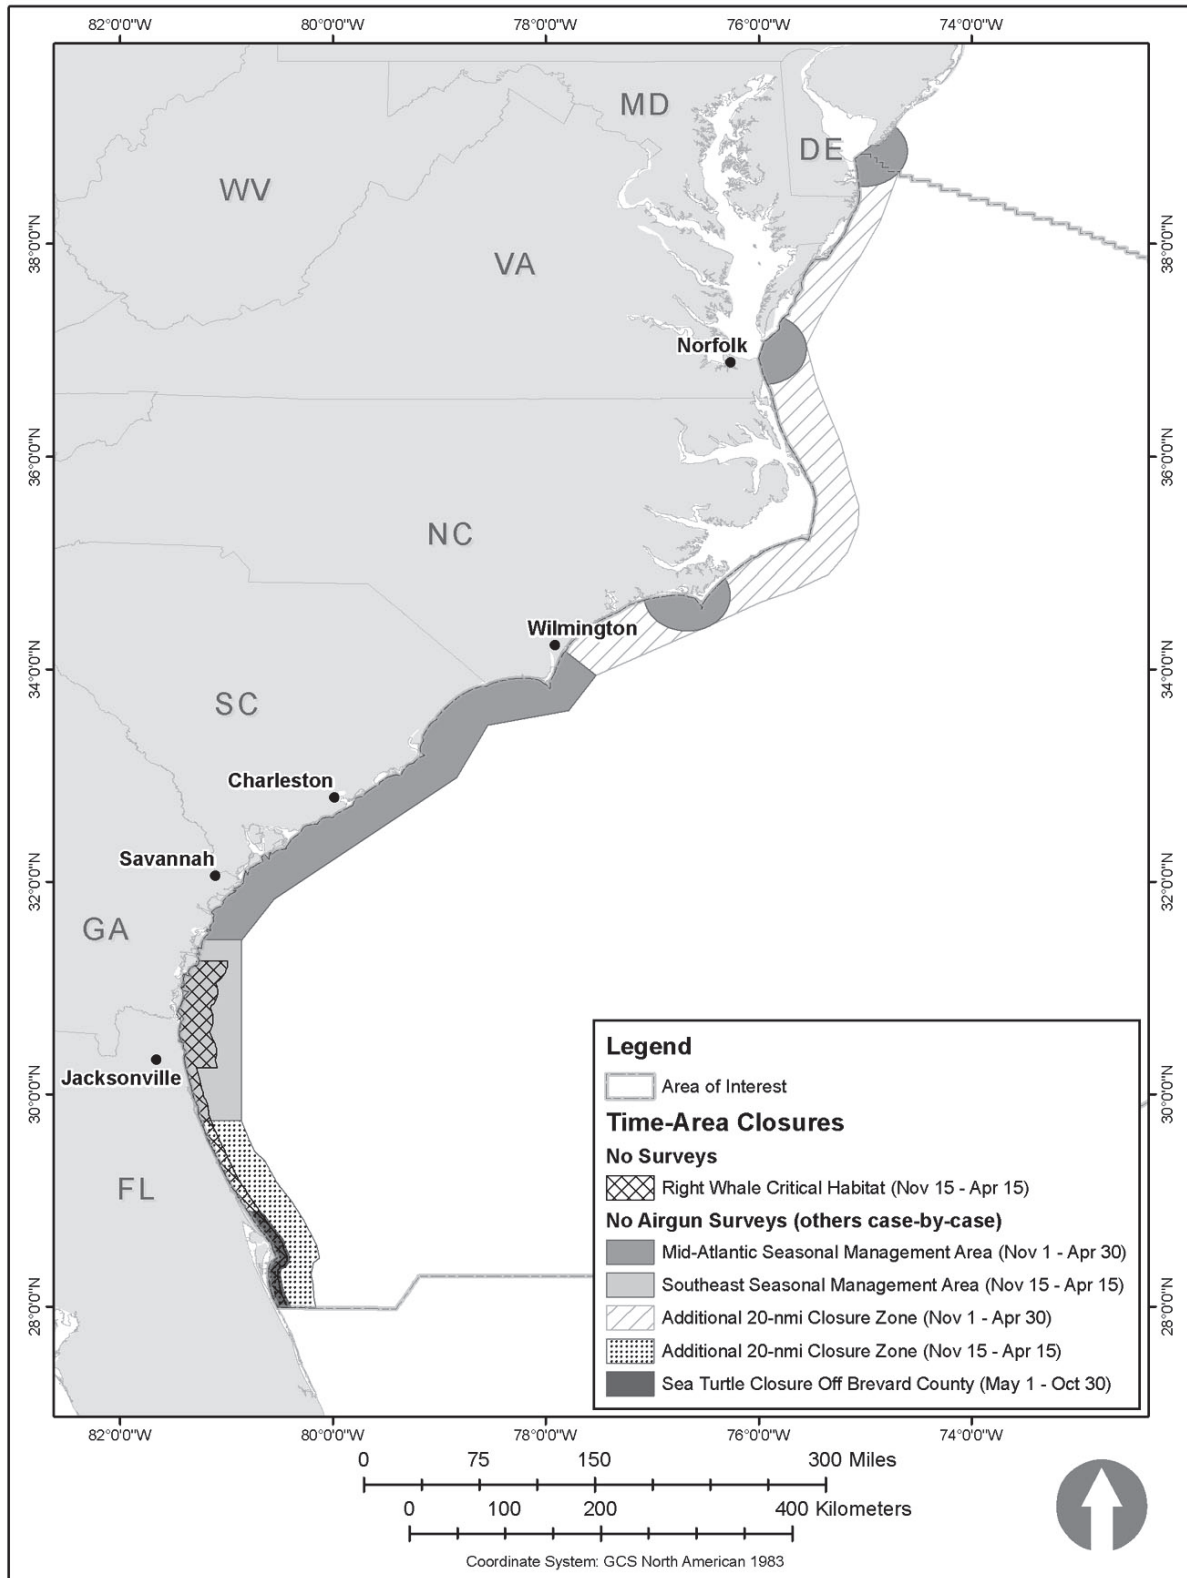 82°0'0"W 80°0'0"W 78°0'0"W 76°0'0"W 74°0'0"W
MD
DE
WV
38°0'0"N 38°0'0"N
VA
Norfolk
36°0'0"N 36°0'0"N
NC
Wilmington
34°0'0"N 34°0'0"N
SC
Charleston
Savannah
32°0'0"N 32°0'0"N
GA
Jacksonville
30°0'0"N 30°0'0"N
FL
28°0'0"N 28°0'0"N
Legend
Area of Interest
Time-Area Closures
No Surveys
Right Whale Critical Habitat (Nov 15 - Apr 15)
No Airgun Surveys (others case-by-case)
Mid-Atlantic Seasonal Management Area (Nov 1 - Apr 30)
Southeast Seasonal Management Area (Nov 15 - Apr 15)
Additional 20-nmi Closure Zone (Nov 1 - Apr 30)
Additional 20-nmi Closure Zone (Nov 15 - Apr 15)
Sea Turtle Closure Off Brevard County (May 1 - Oct 30)
82°0'0"W 80°0'0"W 78°0'0"W 76°0'0"W 74°0'0"W
0 75 150 300 Miles
0 100 200 400 Kilometers
Coordinate System: GCS North American 1983